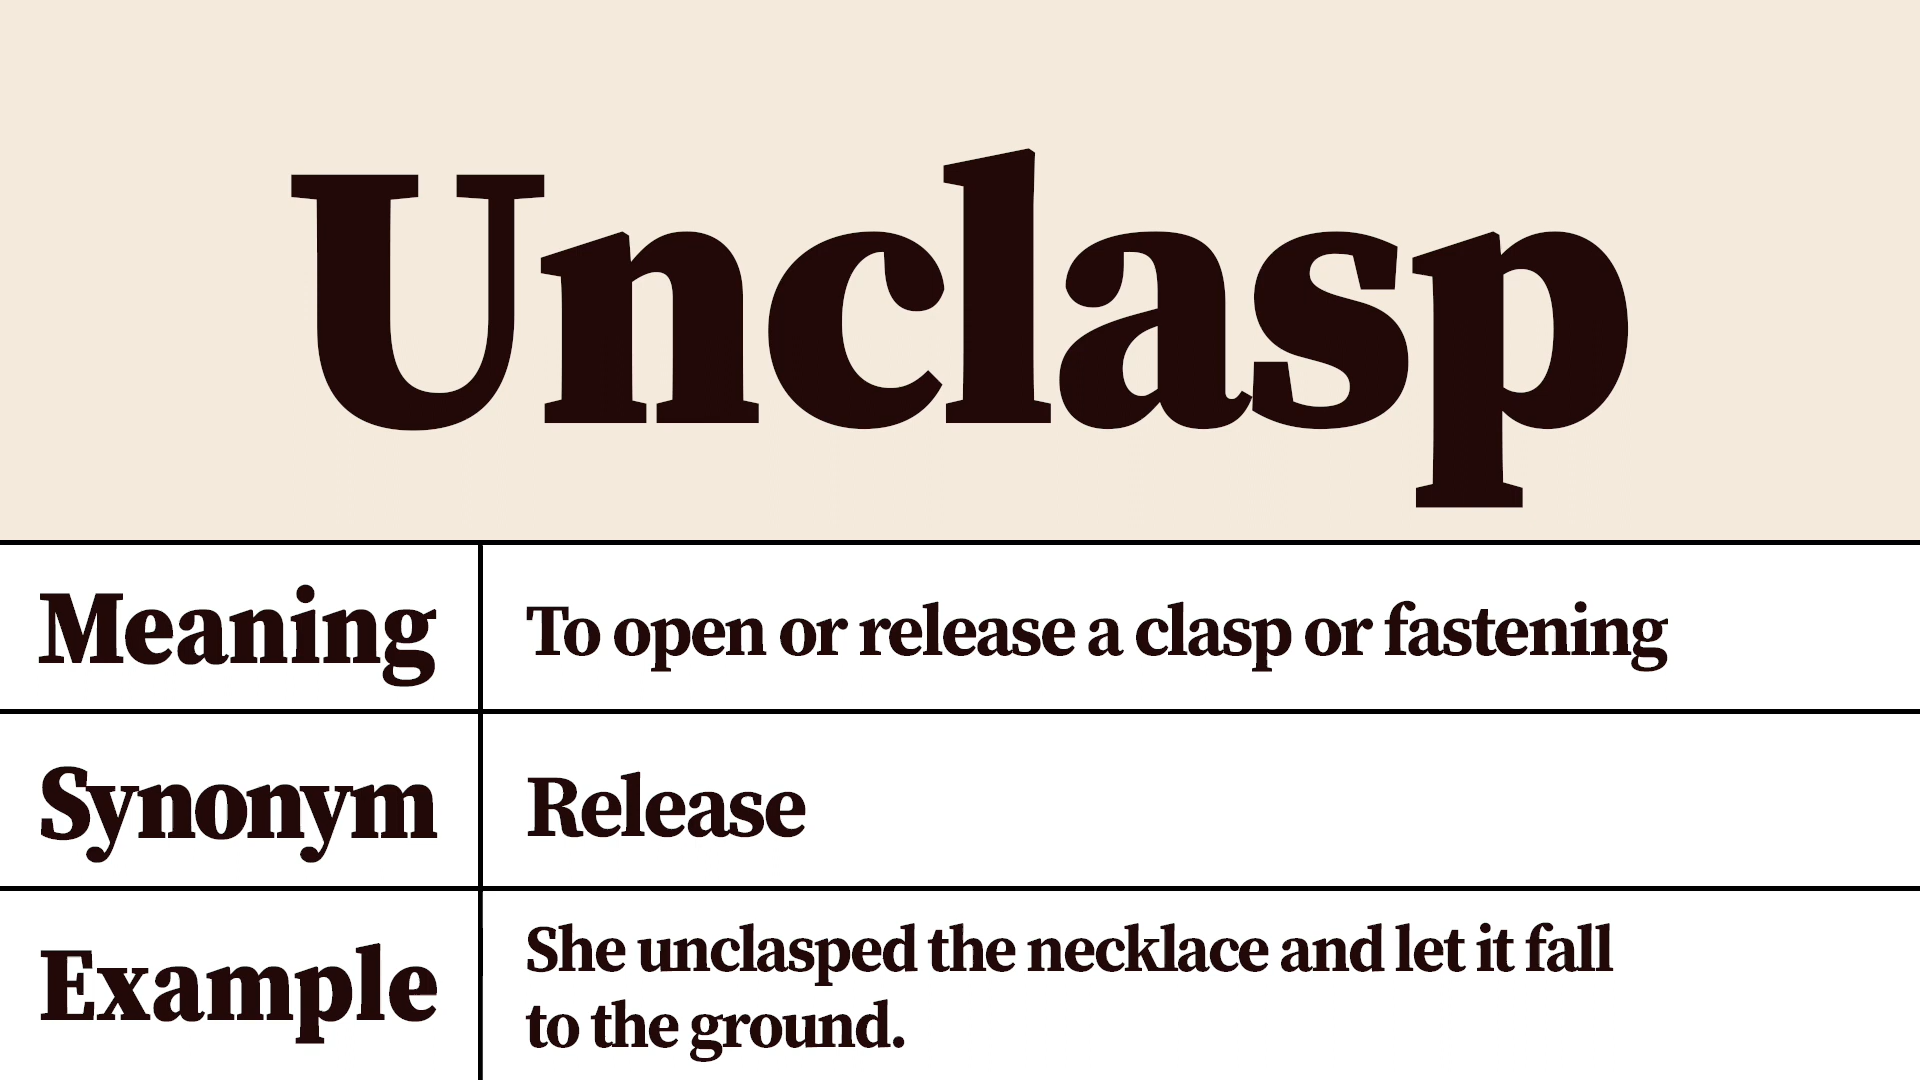 Unclasp
Meaning
To open or release a clasp or fastening
Synonym
Release
Example
She unclasped the necklace and let it fall
to the ground.